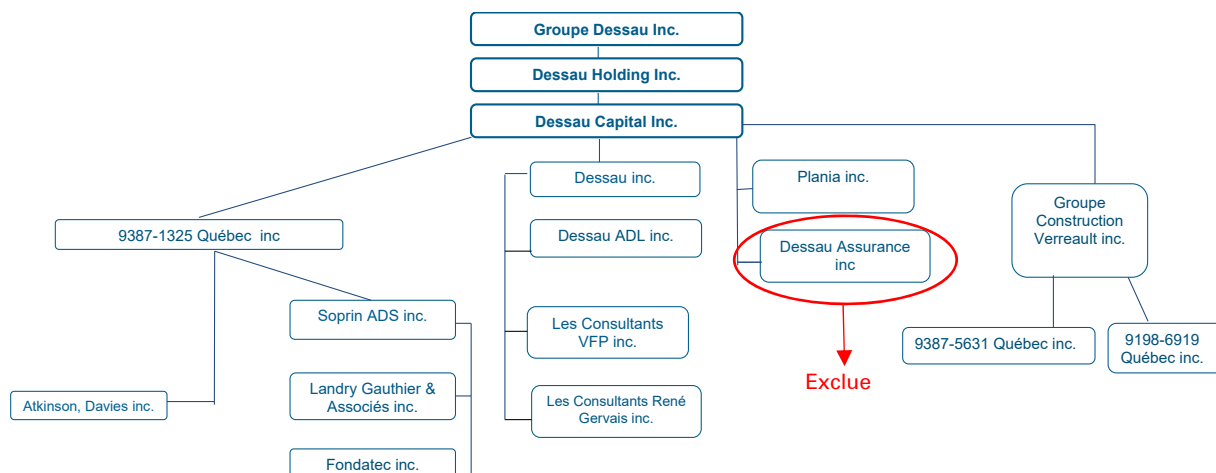 Groupe Dessau Inc.
Dessau Holding Inc.
Dessau Capital Inc.
Dessau inc.
Plania inc.
Groupe
Construction
Verreault inc.
9387-1325 Québec inc
Dessau ADL inc.
Dessau Assurance
inc
Soprin ADS inc.
Les Consultants
VFP inc.
9387-5631 Québec inc.
9198-6919
Québec inc.
Exclue
Atkinson, Davies inc.
Landry Gauthier &
Associés inc.
Les Consultants René
Gervais inc.
Fondatec inc.